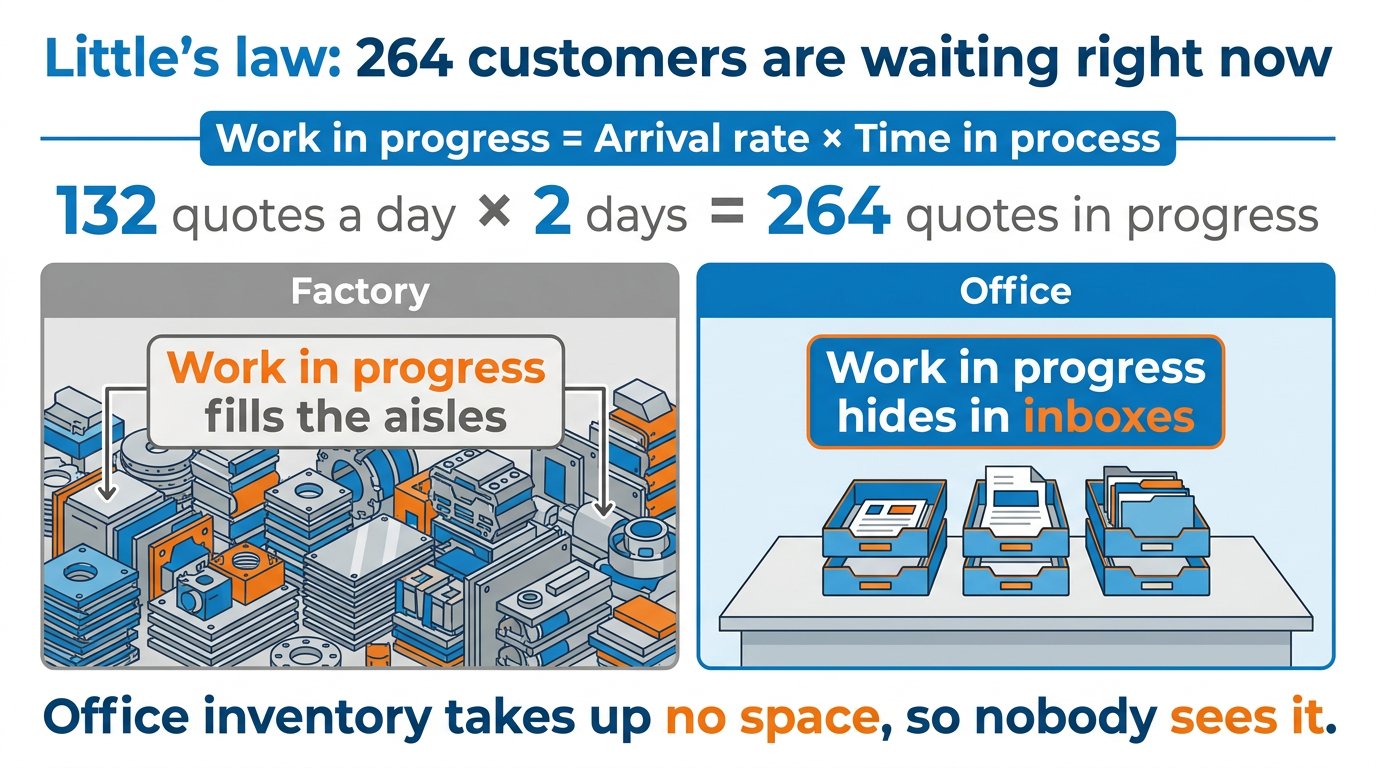 Little’s law: 264 customers are waiting right now
Work in progress = Arrival rate × Time in process
132 quotes a day × 2 days = 264 quotes in progress
Factory
Work in progress
fills the aisles
Office
Work in progress
hides in inboxes
Office inventory takes up no space, so nobody sees it.